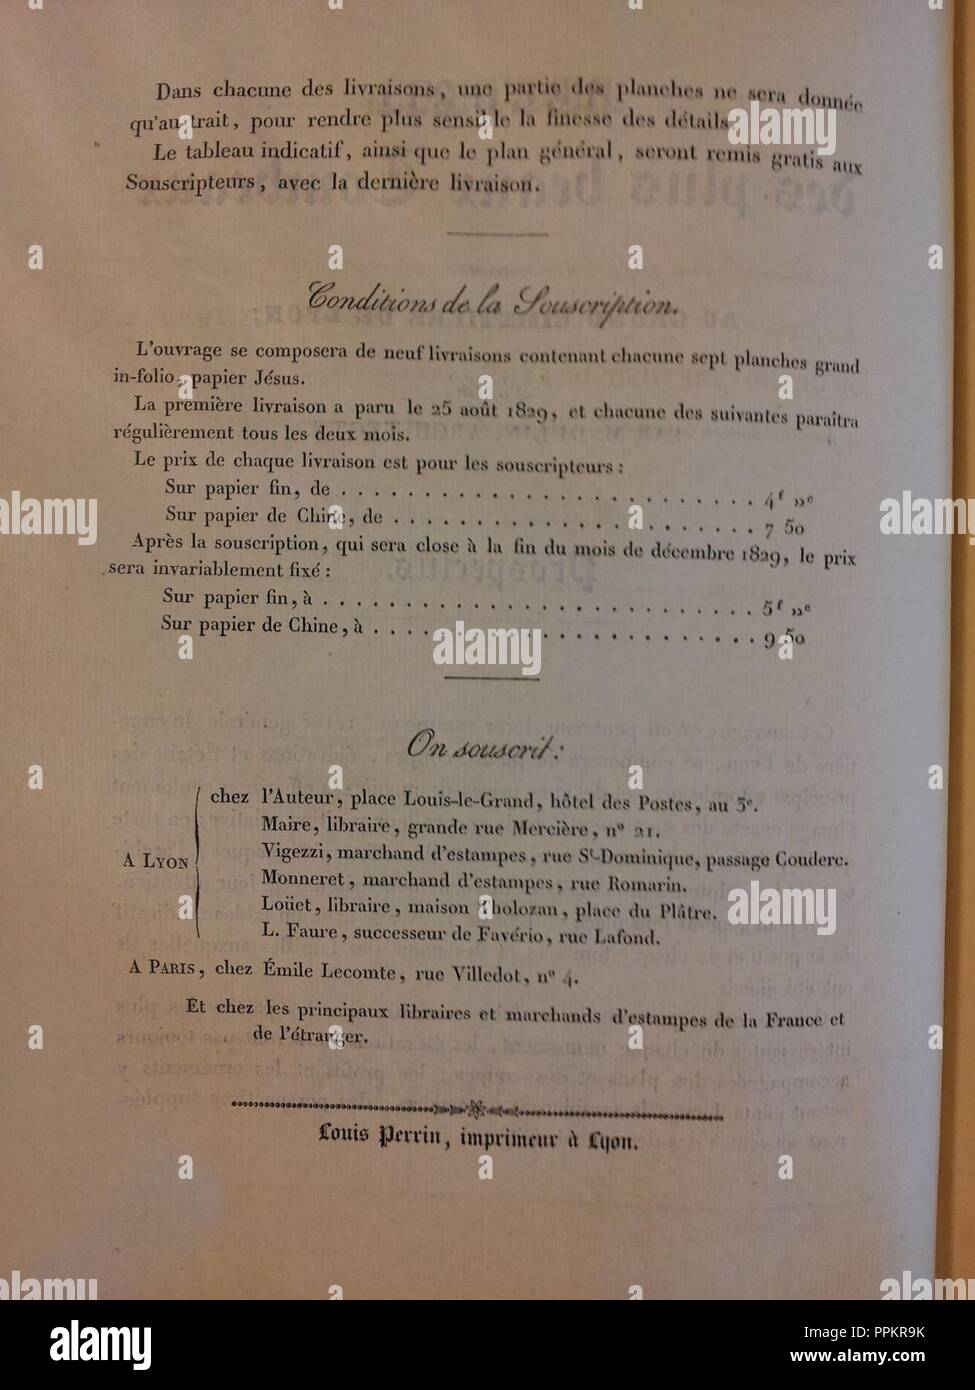 Dans chacune des livraisons, une partie des planches ne sera donnée
qu'au trait, pour rendre plus sensible la finesse des détails.
Le tableau indicatif, ainsi que le plan général, seront remis gratis aux
Souscripteurs, avec la dernière livraison.
Conditions de la Souscription.
L'ouvrage se composera de neuf livraisons contenant chacune sept planches grand
in-folio, papier Jésus.
La première livraison a paru le 25 août 1829, et chacune des suivantes paraîtra
régulièrement tous les deux mois.
Le prix de chaque livraison est pour les souscripteurs :
Sur papier fin, de . . . . . . . . . . . . . . . . . . . . . . . 4f »c
Sur papier de Chine, de . . . . . . . . . . . . . . . . . . . . 7 50
Après la souscription, qui sera close à la fin du mois de décembre 1829, le prix
sera invariablement fixé :
Sur papier fin, à . . . . . . . . . . . . . . . . . . . . . . . . 5f »c
Sur papier de Chine, à . . . . . . . . . . . . . . . . . . . . . 9 50
On souscrit :
A LYON
chez l'Auteur, place Louis-le-Grand, hôtel des Postes, au 3e.
Maire, libraire, grande rue Mercière, n° 21.
Vigezzi, marchand d'estampes, rue St-Dominique, passage Couderc.
Monneret, marchand d'estampes, rue Romarin.
Loüet, libraire, maison Tholozan, place du Plâtre.
L. Faure, successeur de Favério, rue Lafond.
A PARIS, chez Émile Lecomte, rue Villedot, n° 4.
Et chez les principaux libraires et marchands d'estampes de la France et
de l'étranger.
Louis Perrin, imprimeur à Lyon.
alamy
PPKR9K
www.alamy.com